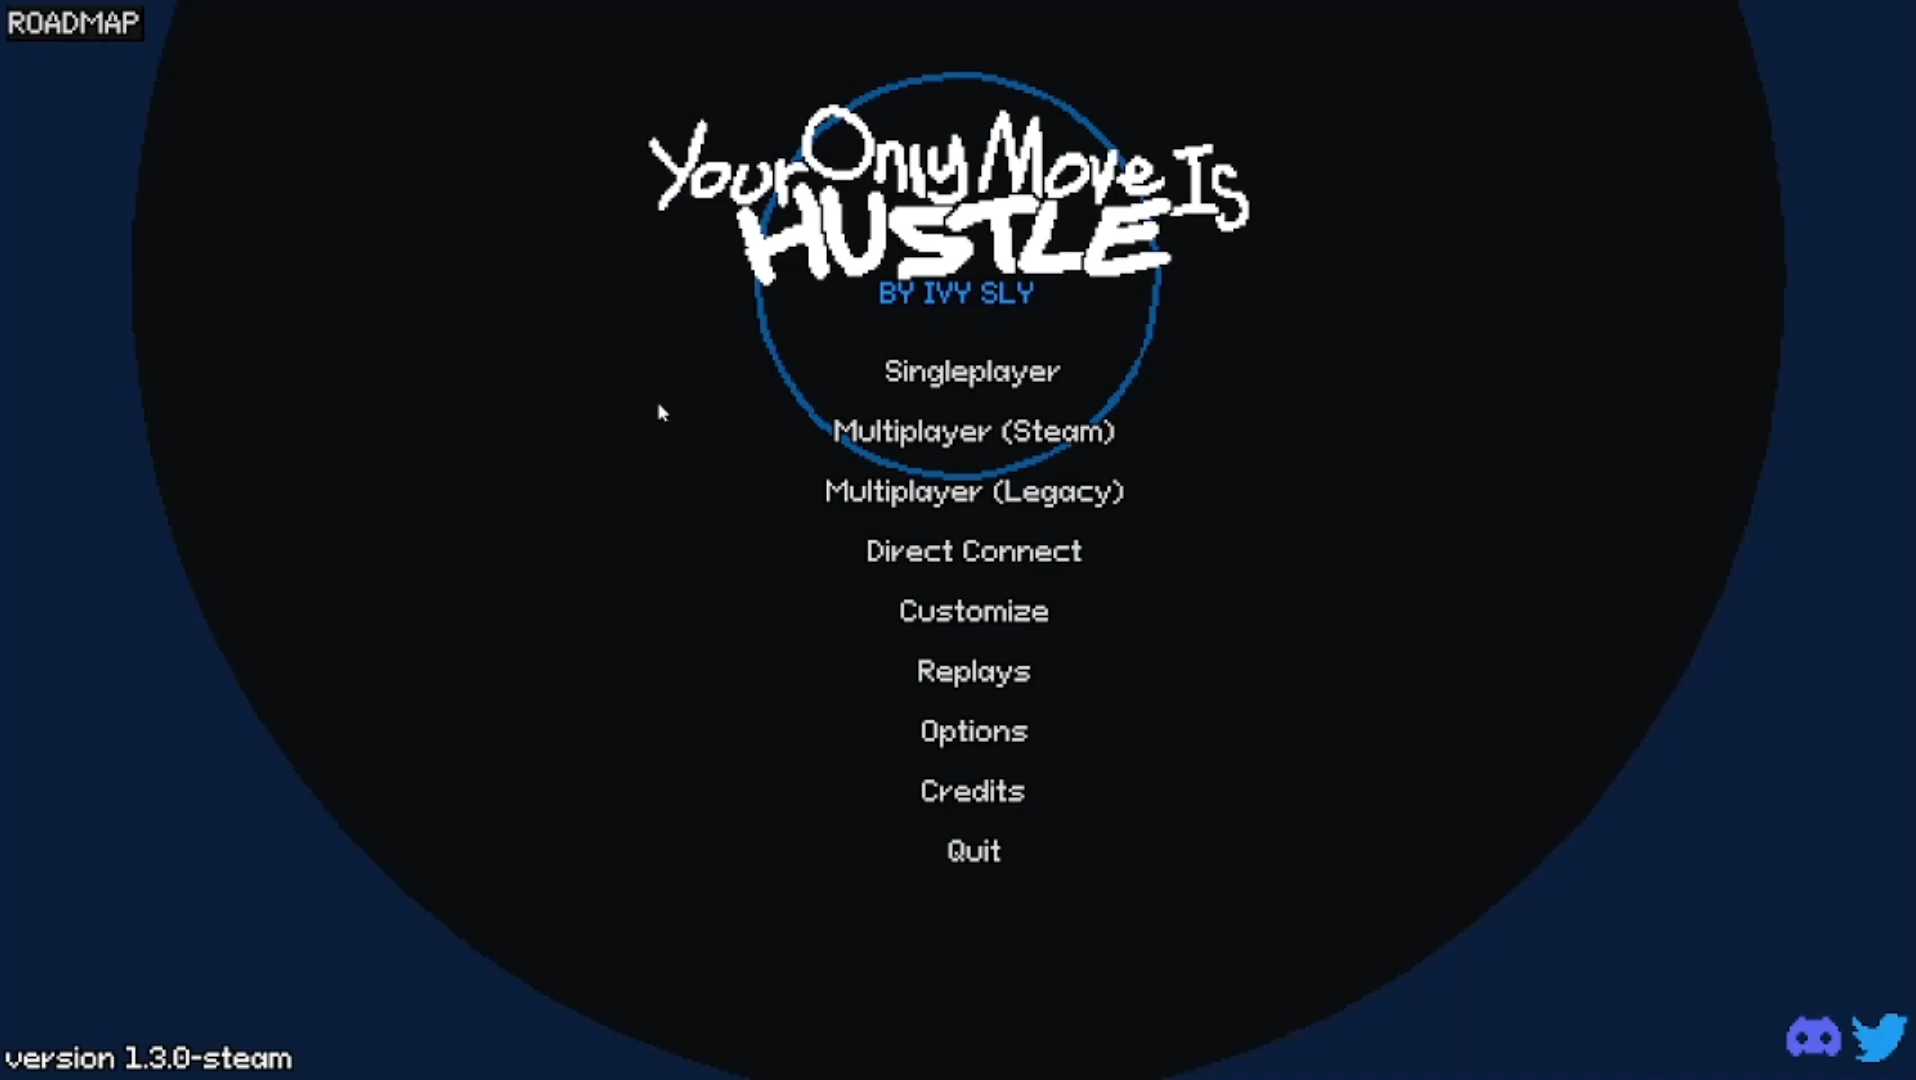 ROADMAP
Your Only Move Is
HUSTLE
BY IVY SLY
Singleplayer
Multiplayer (Steam)
Multiplayer (Legacy)
Direct Connect
Customize
Replays
Options
Credits
Quit
version 1.3.0-steam